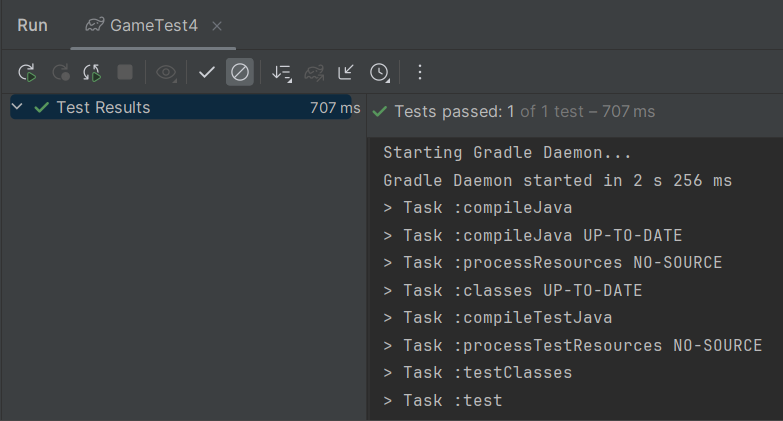 Run GameTest4
Test Results 707 ms
Tests passed: 1 of 1 test – 707 ms
Starting Gradle Daemon...
Gradle Daemon started in 2 s 256 ms
> Task :compileJava
> Task :compileJava UP-TO-DATE
> Task :processResources NO-SOURCE
> Task :classes UP-TO-DATE
> Task :compileTestJava
> Task :processTestResources NO-SOURCE
> Task :testClasses
> Task :test